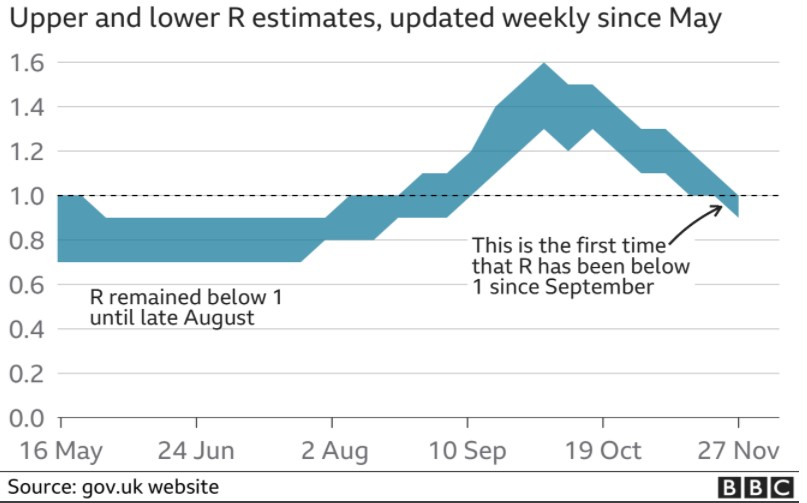 Upper and lower R estimates, updated weekly since May
1.6
1.4
1.2
1.0
0.8
0.6
0.4
0.2
0.0
This is the first time
that R has been below
1 since September
R remained below 1
until late August
16 May
24 Jun
2 Aug
10 Sep
19 Oct
27 Nov
Source: gov.uk website
BBC